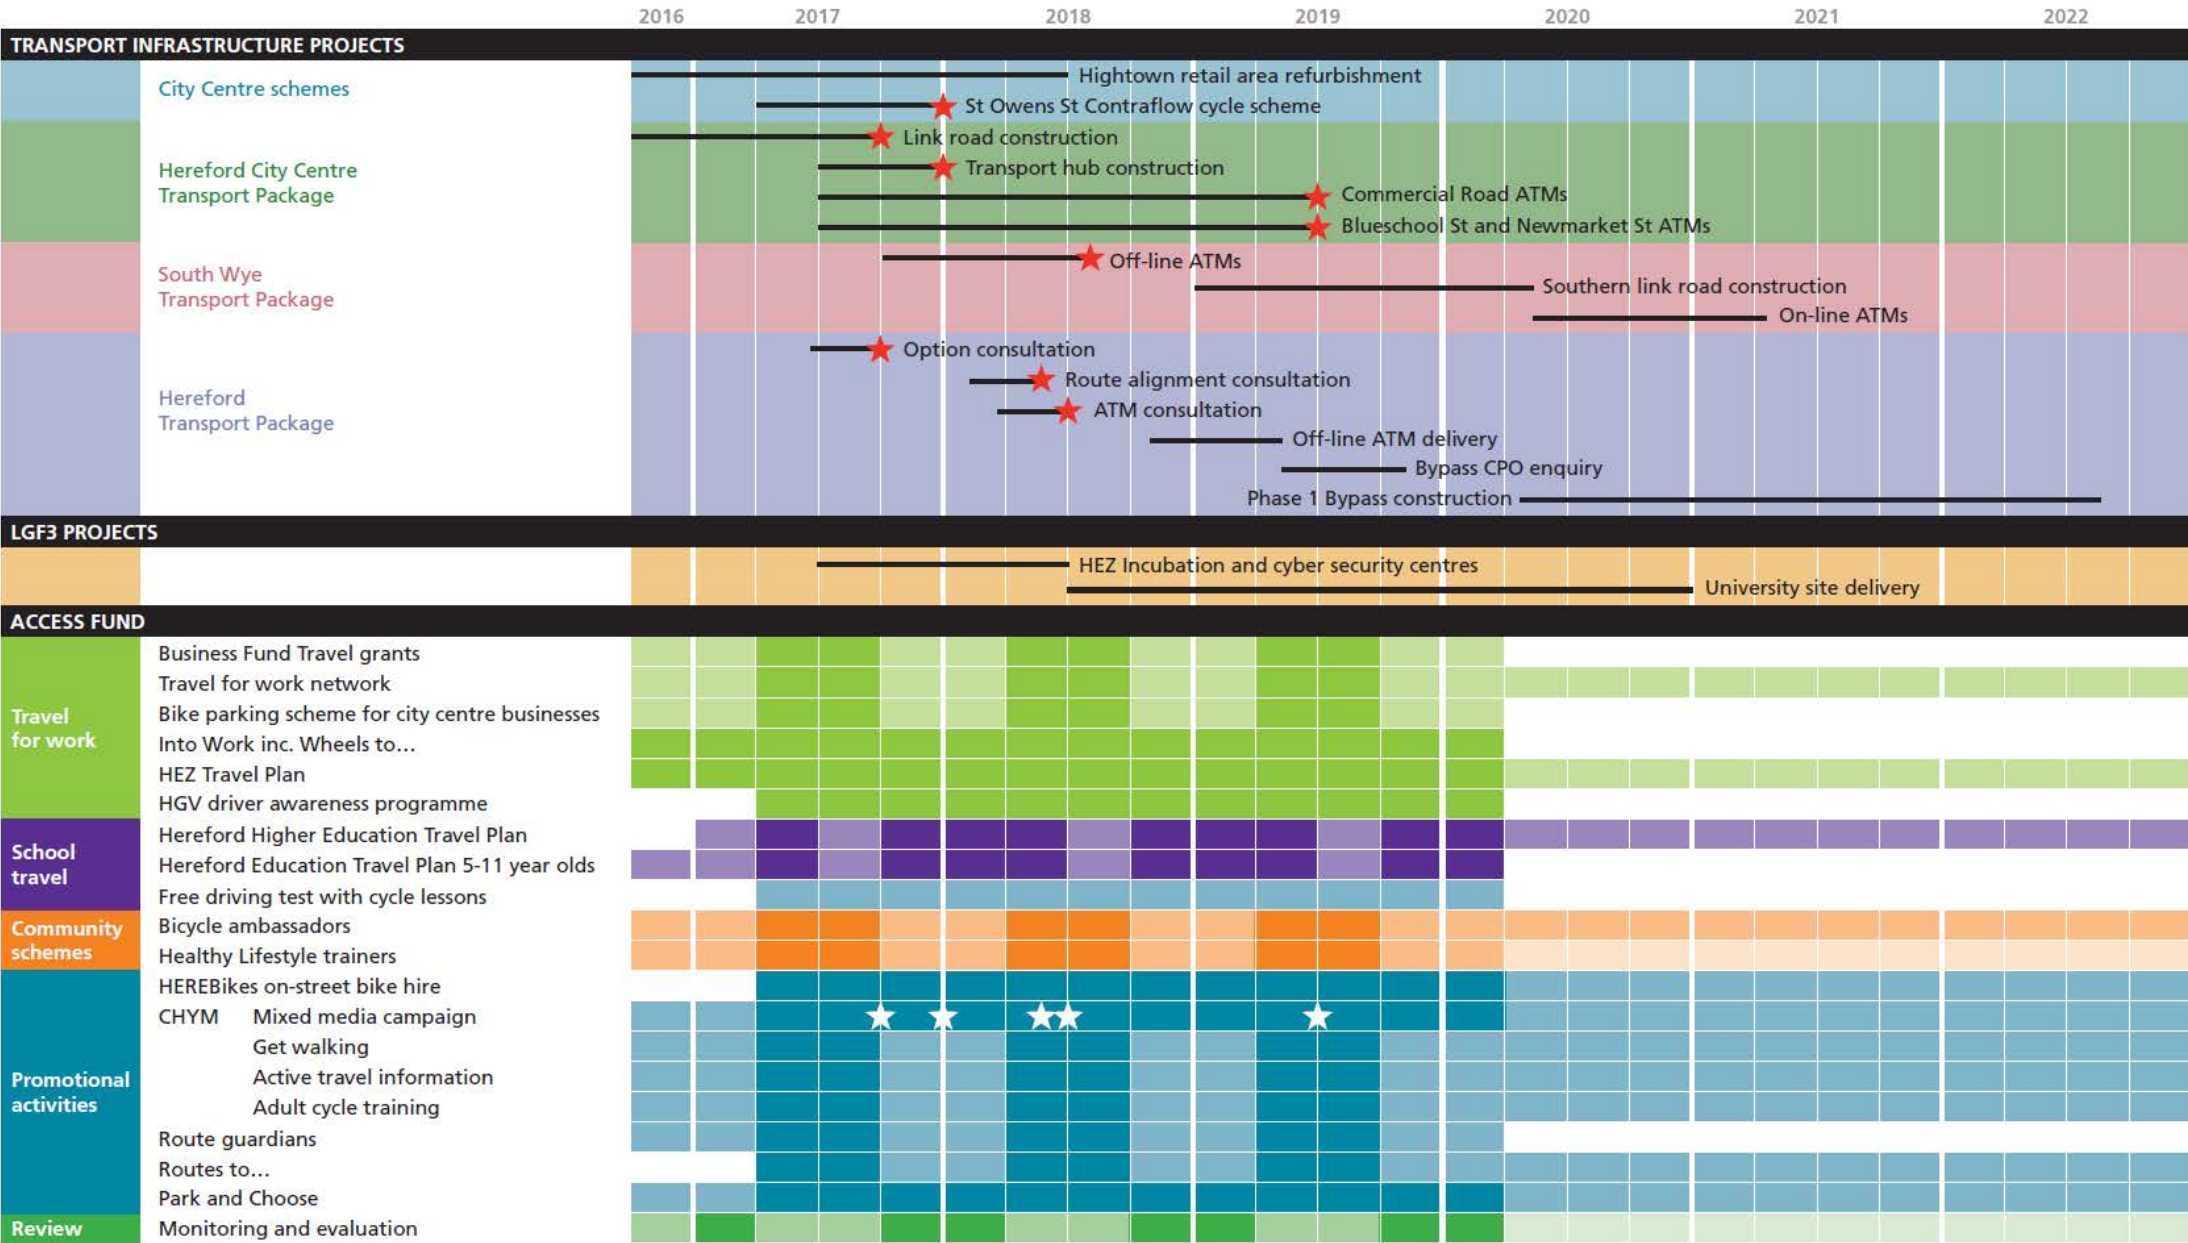 2016 2017 2018 2019 2020 2021 2022
TRANSPORT INFRASTRUCTURE PROJECTS
City Centre schemes
Hightown retail area refurbishment
St Owens St Contraflow cycle scheme
Hereford City Centre
Transport Package
Link road construction
Transport hub construction
Commercial Road ATMs
Blueschool St and Newmarket St ATMs
South Wye
Transport Package
Off-line ATMs
Southern link road construction
On-line ATMs
Hereford
Transport Package
Option consultation
Route alignment consultation
ATM consultation
Off-line ATM delivery
Bypass CPO enquiry
Phase 1 Bypass construction
LGF3 PROJECTS
HEZ Incubation and cyber security centres
University site delivery
ACCESS FUND
Travel
for work
Business Fund Travel grants
Travel for work network
Bike parking scheme for city centre businesses
Into Work inc. Wheels to…
HEZ Travel Plan
HGV driver awareness programme
School
travel
Hereford Higher Education Travel Plan
Hereford Education Travel Plan 5-11 year olds
Free driving test with cycle lessons
Community
schemes
Bicycle ambassadors
Healthy Lifestyle trainers
Promotional
activities
HEREBikes on-street bike hire
CHYM Mixed media campaign
Get walking
Active travel information
Adult cycle training
Route guardians
Routes to…
Park and Choose
Review
Monitoring and evaluation